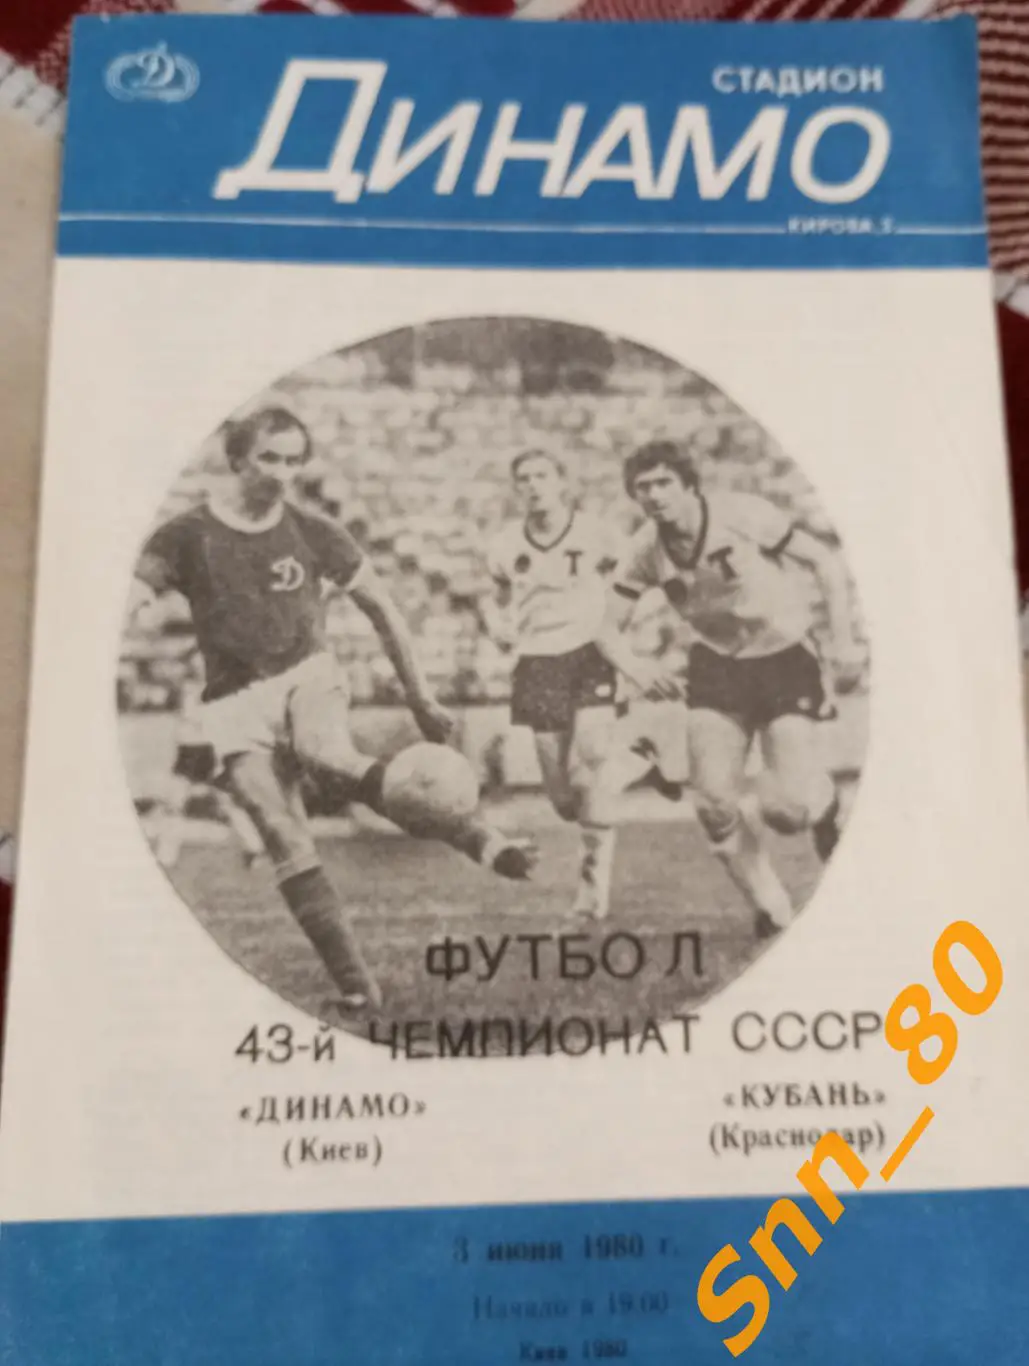 СТАДИОН
ДИНАМО
КИРОВА, 5
Д
Т
Т
ФУТБОЛ
43-й ЧЕМПИОНАТ СССР
«ДИНАМО» «КУБАНЬ»
(Киев) (Краснодар)
3 июня 1980 г.
Начало в 19.00
Киев 1980
Snn_80